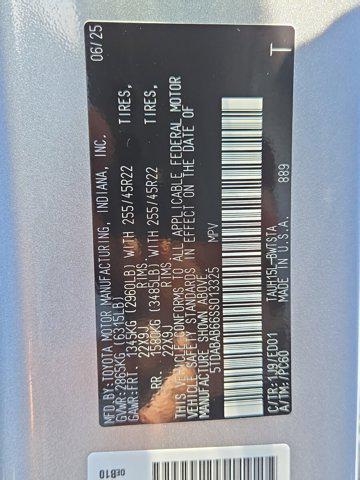 MFD.BY:TOYOTA MOTOR MANUFACTURING, INDIANA, INC. 06/25
GVWR:2865KG(6315LB)
GAWR:FRT. 1345KG(2960LB)WITH 255/45R22 TIRES,
22X9J RIMS
RR. 1580KG(3485LB)WITH 255/45R22 TIRES,
22X9J RIMS
THIS VEHICLE CONFORMS TO ALL APPLICABLE FEDERAL MOTOR
VEHICLE SAFETY STANDARDS IN EFFECT ON THE DATE OF
MANUFACTURE SHOWN ABOVE.
5TDAAAB66SS013325 MPV
C/TR:1J9/ED01 TAUH15L-BWTSTA 889
A/TM: /PC60 MADE IN U.S.A. T
OEB10